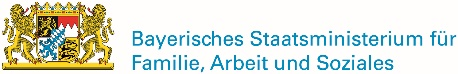 Bayerisches Staatsministerium für
Familie, Arbeit und Soziales